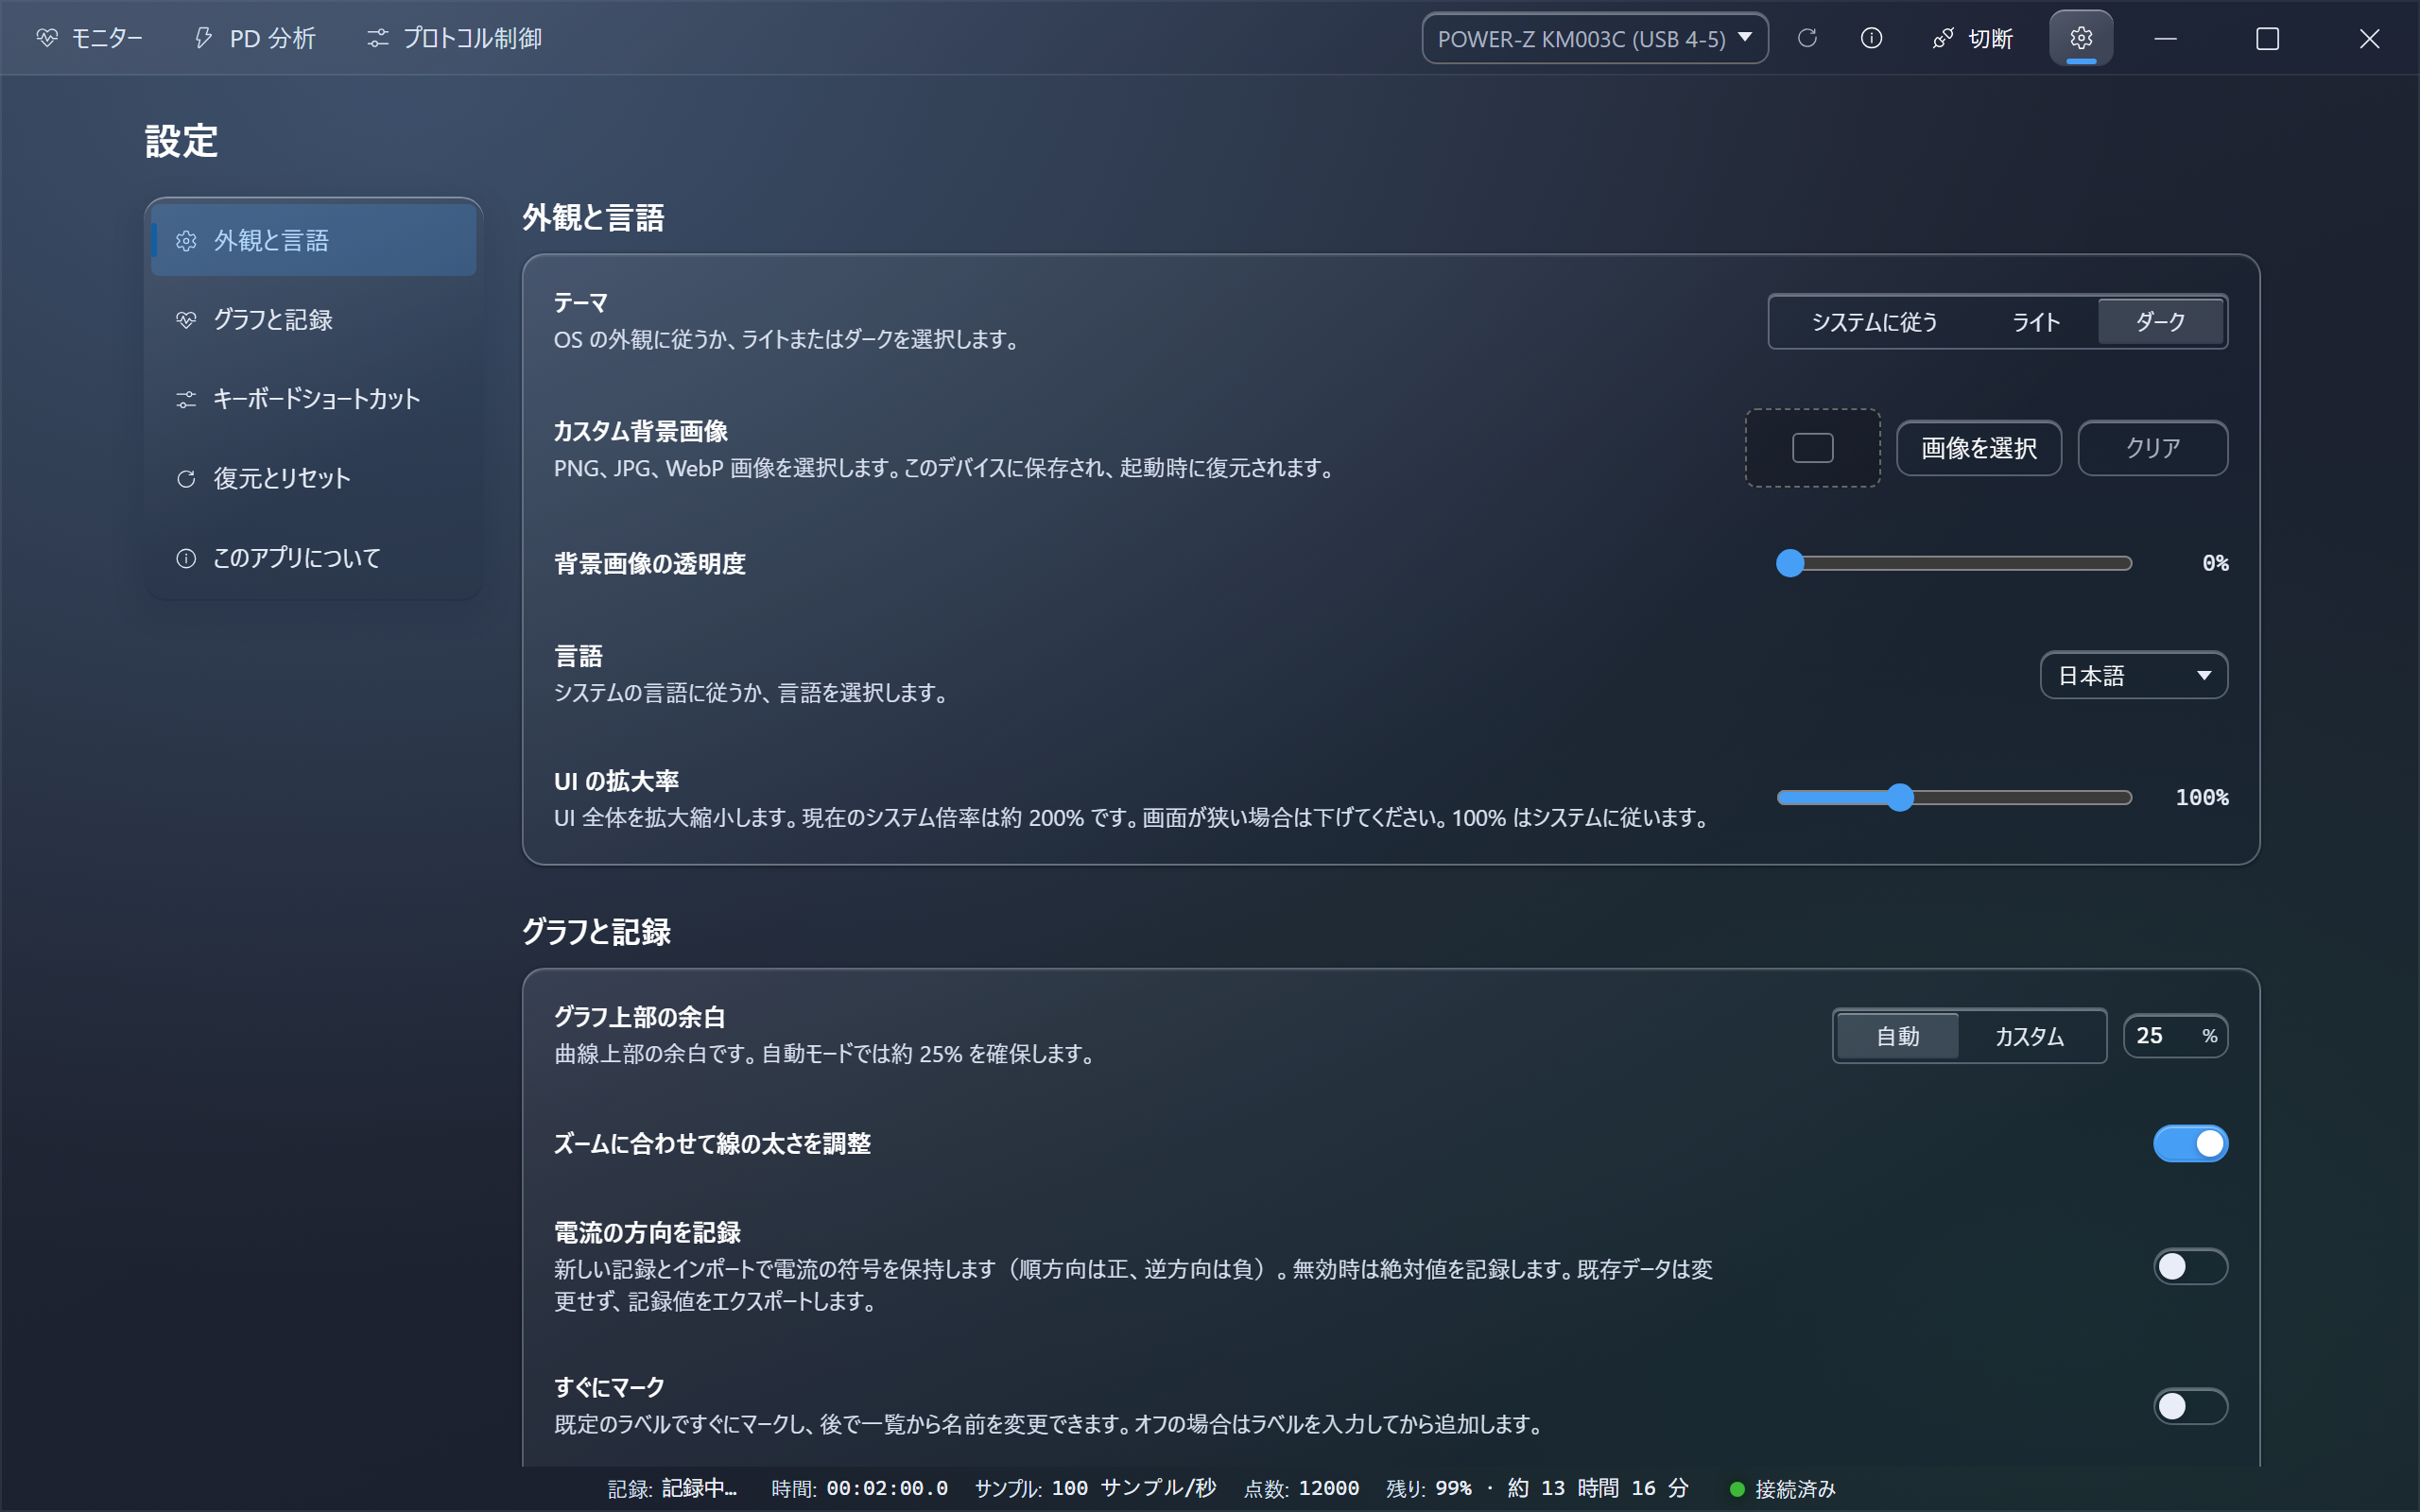 モニター
PD 分析
プロトコル制御
POWER-Z KM003C (USB 4-5)
切断
設定
外観と言語
グラフと記録
キーボードショートカット
復元とリセット
このアプリについて
外観と言語
テーマ
OS の外観に従うか、ライトまたはダークを選択します。
システムに従う
ライト
ダーク
カスタム背景画像
PNG、JPG、WebP 画像を選択します。このデバイスに保存され、起動時に復元されます。
画像を選択
クリア
背景画像の透明度
0%
言語
システムの言語に従うか、言語を選択します。
日本語
UI の拡大率
UI 全体を拡大縮小します。現在のシステム倍率は約 200% です。画面が狭い場合は下げてください。100% はシステムに従います。
100%
グラフと記録
グラフ上部の余白
曲線上部の余白です。自動モードでは約 25% を確保します。
自動
カスタム
25 %
ズームに合わせて線の太さを調整
電流の方向を記録
新しい記録とインポートで電流の符号を保持します（順方向は正、逆方向は負）。無効時は絶対値を記録します。既存データは変
更せず、記録値をエクスポートします。
すぐにマーク
既定のラベルですぐにマークし、後で一覧から名前を変更できます。オフの場合はラベルを入力してから追加します。
記録: 記録中… 時間: 00:02:00.0 サンプル: 100 サンプル/秒 点数: 12000 残り: 99% · 約 13 時間 16 分 接続済み